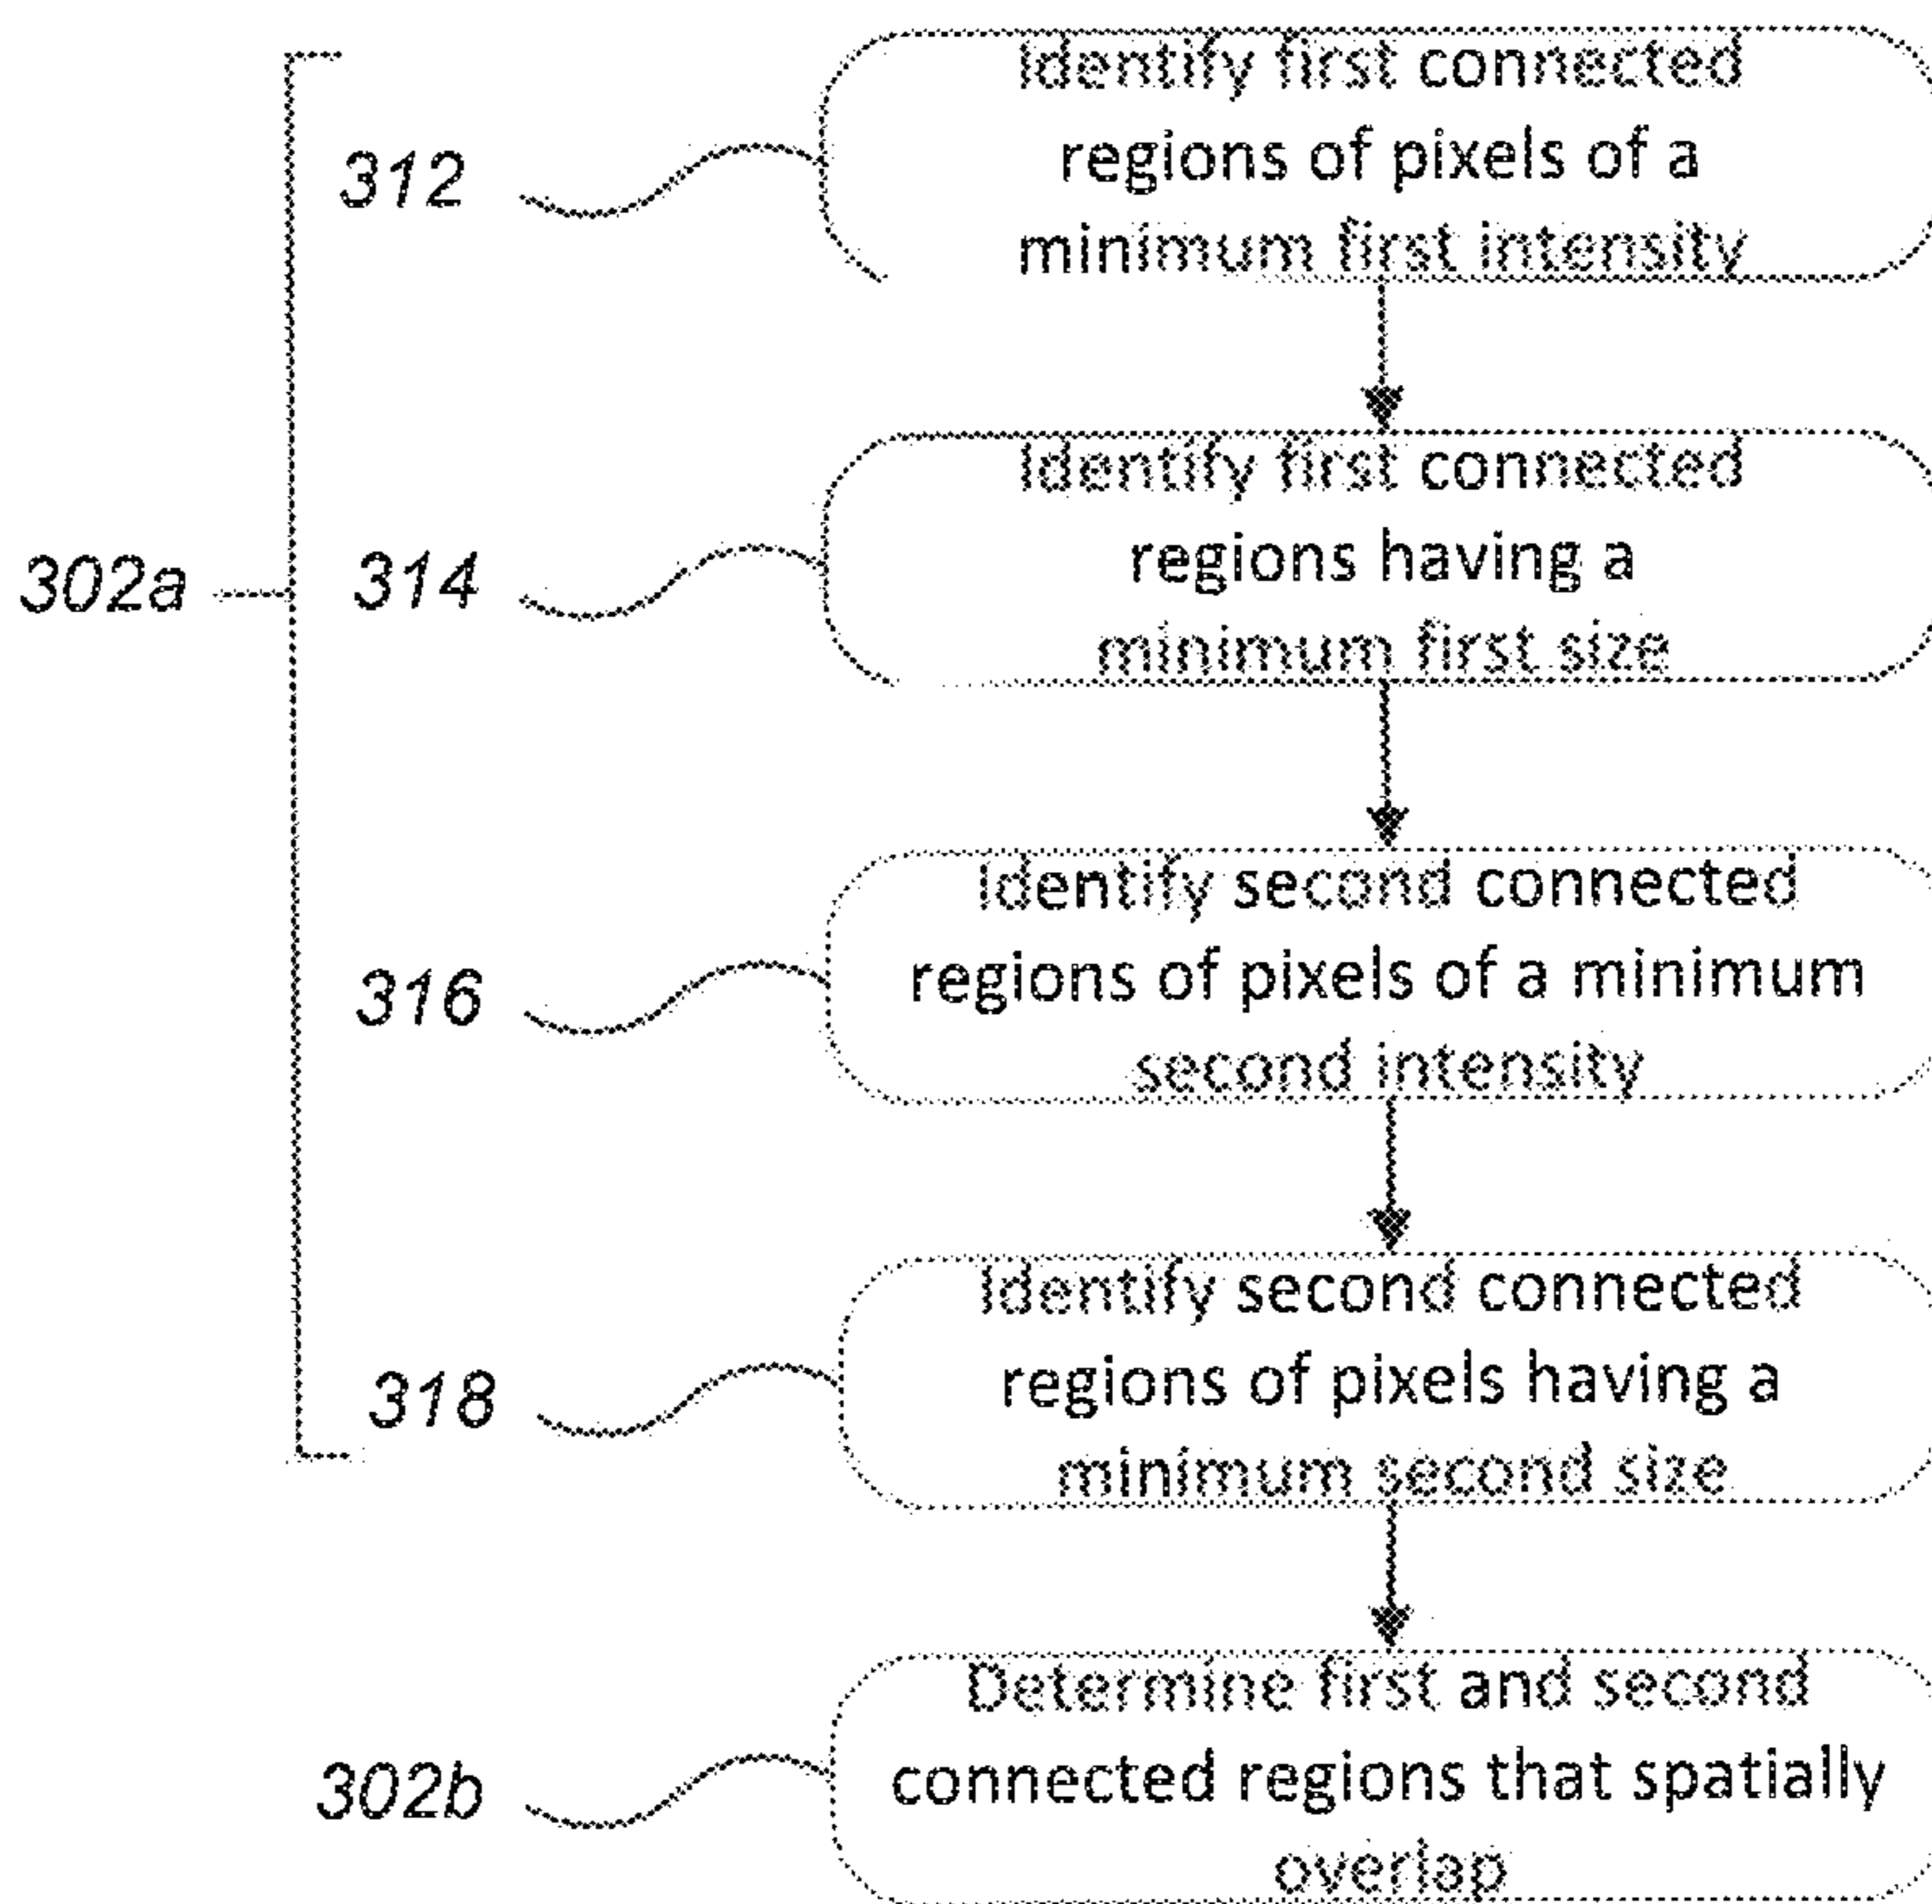 312
Identify first connected
regions of pixels of a
minimum first intensity
302a
314
Identify first connected
regions having a
minimum first size
316
Identify second connected
regions of pixels of a minimum
second intensity
318
Identify second connected
regions of pixels having a
minimum second size
302b
Determine first and second
connected regions that spatially
overlap